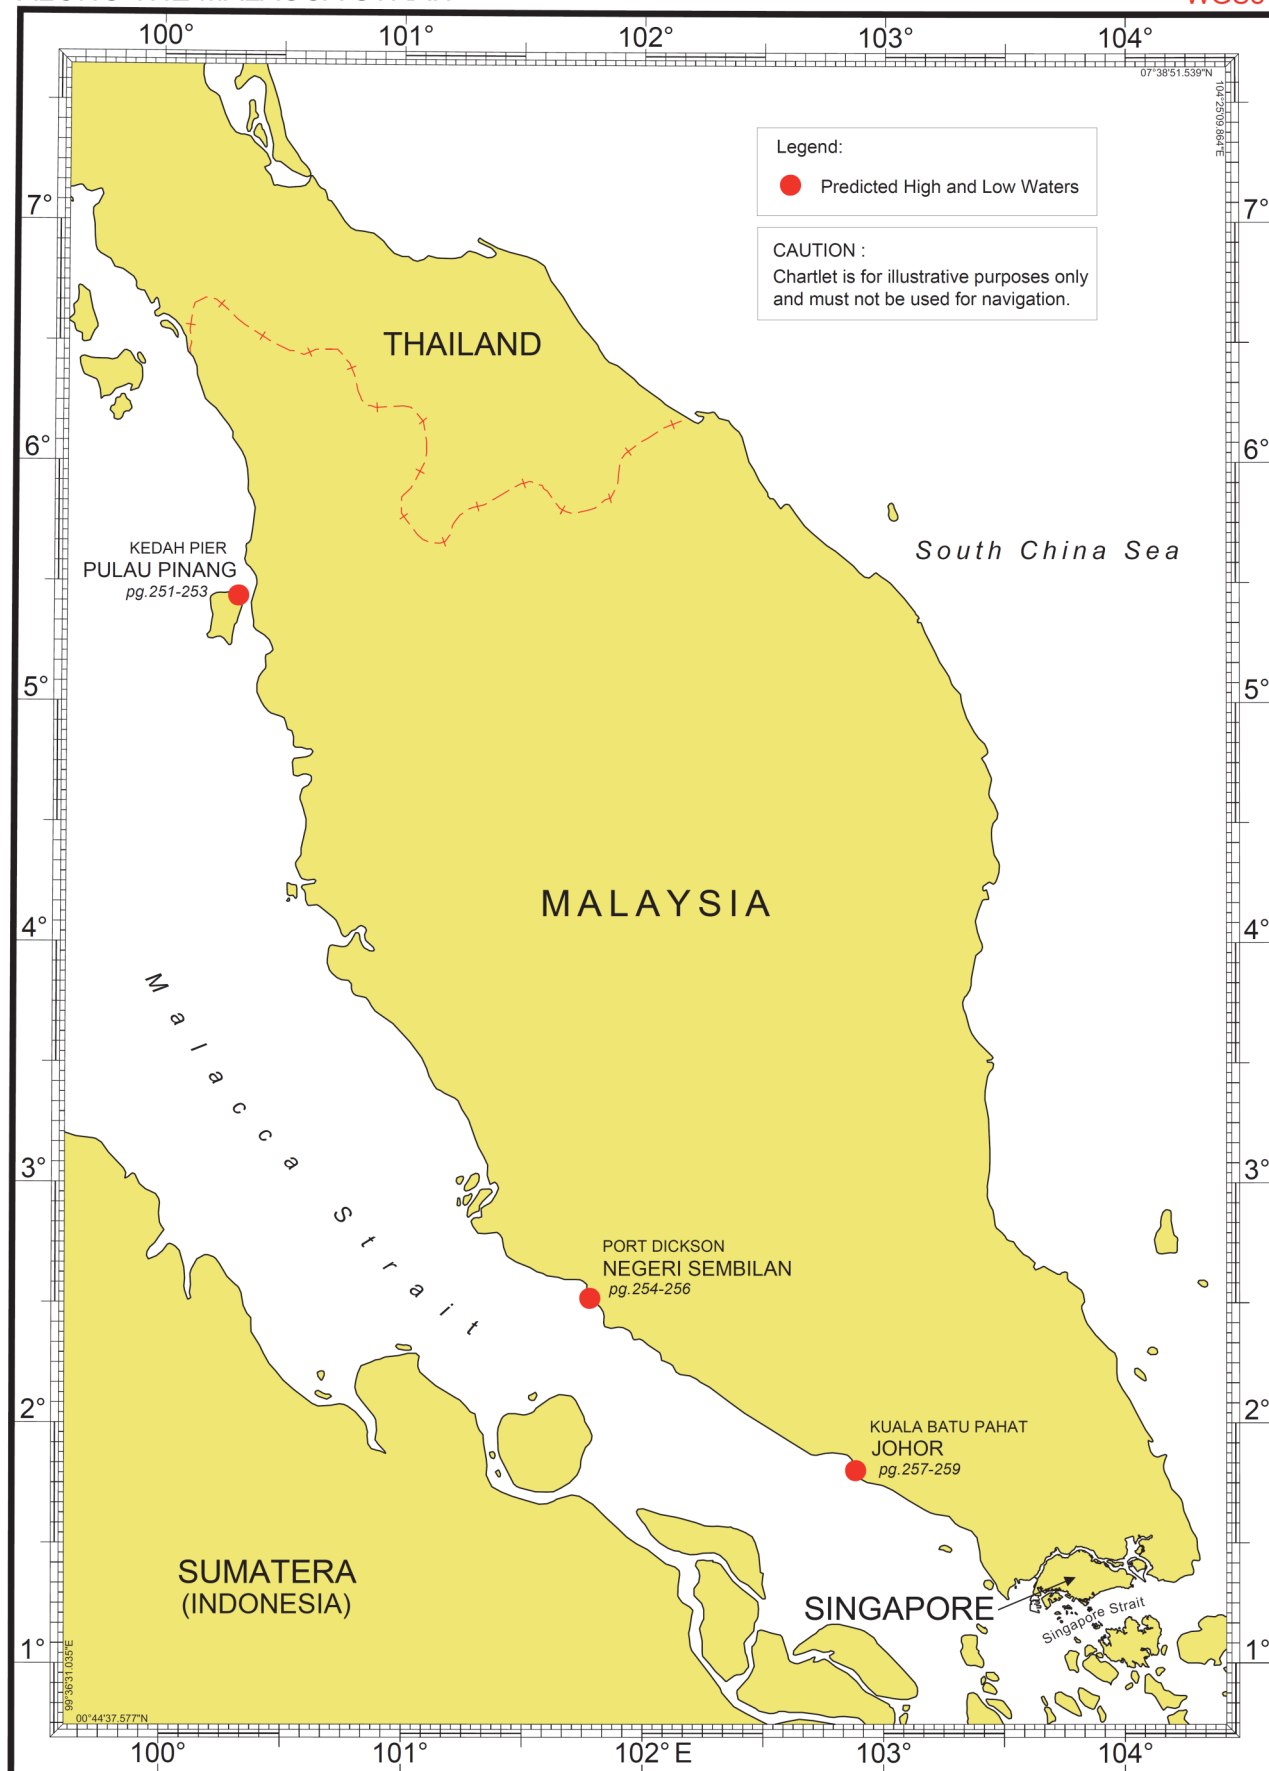 100° 101° 102° 103° 104°
07°38'51.539"N
104°25'09.864"E
Legend:
Predicted High and Low Waters
7° 7°
CAUTION :
Chartlet is for illustrative purposes only
and must not be used for navigation.
THAILAND
6° 6°
South China Sea
KEDAH PIER
PULAU PINANG
pg.251-253
5° 5°
MALAYSIA
4° 4°
Malacca Strait
3° 3°
PORT DICKSON
NEGERI SEMBILAN
pg.254-256
2° 2°
KUALA BATU PAHAT
JOHOR
pg.257-259
SUMATERA
(INDONESIA)
SINGAPORE
Singapore Strait
1° 1°
99°36'31.035"E
00°44'37.577"N
100° 101° 102° E 103° 104°